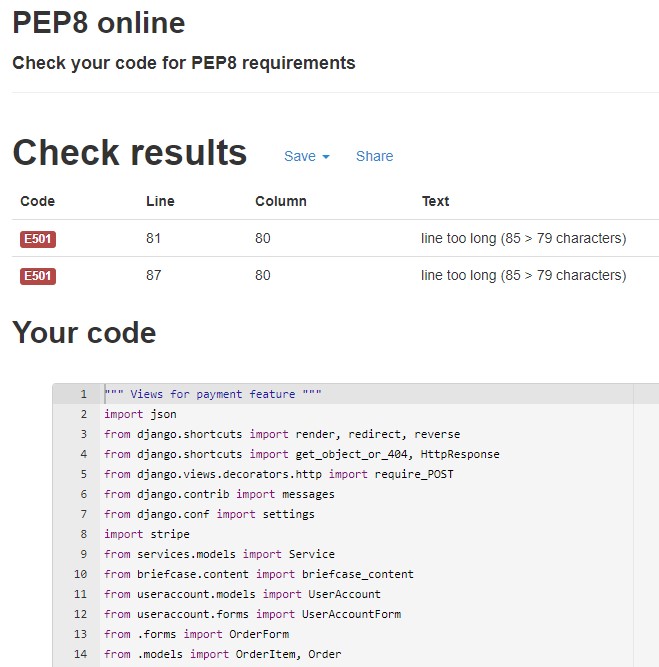 PEP8 online
Check your code for PEP8 requirements
Check results Save Share
Code Line Column Text
E501 81 80 line too long (85 > 79 characters)
E501 87 80 line too long (85 > 79 characters)
Your code
1 """ Views for payment feature """
2 import json
3 from django.shortcuts import render, redirect, reverse
4 from django.shortcuts import get_object_or_404, HttpResponse
5 from django.views.decorators.http import require_POST
6 from django.contrib import messages
7 from django.conf import settings
8 import stripe
9 from services.models import Service
10 from briefcase.content import briefcase_content
11 from useraccount.models import UserAccount
12 from useraccount.forms import UserAccountForm
13 from .forms import OrderForm
14 from .models import OrderItem, Order